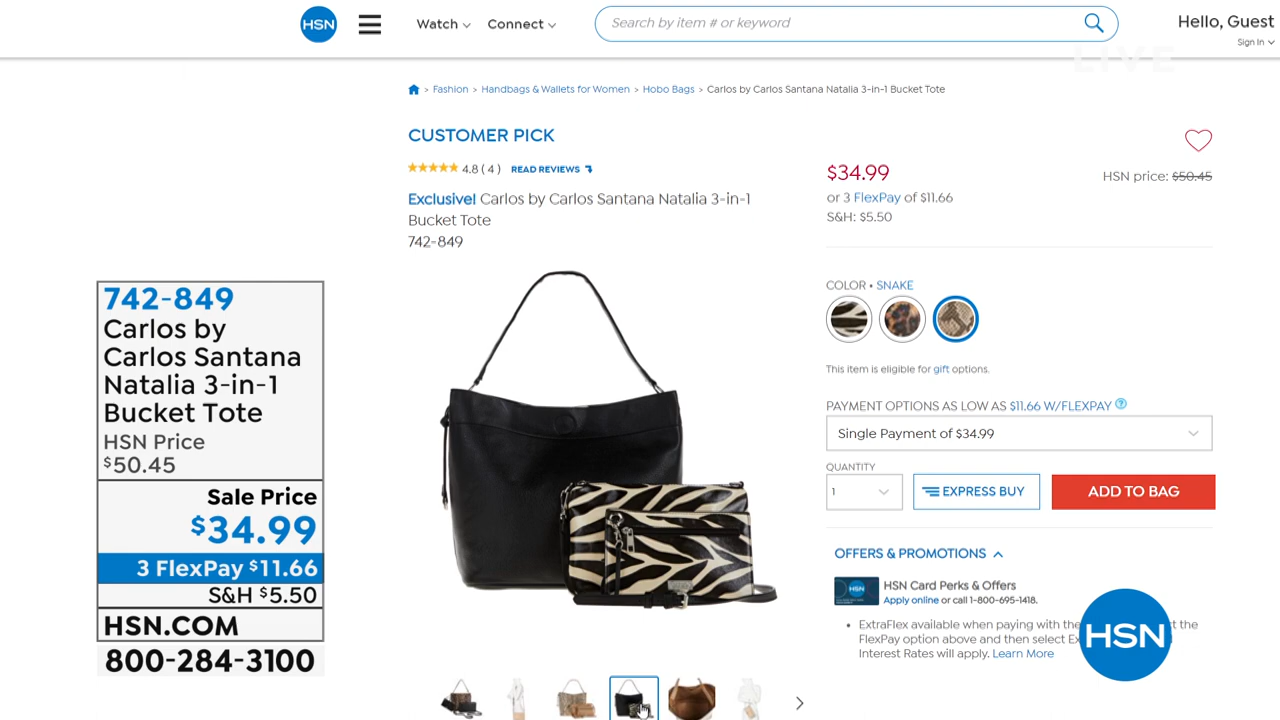 HSN
Watch
Connect
Search by item # or keyword
Hello, Guest
Sign In
LIVE
> Fashion > Handbags & Wallets for Women > Hobo Bags > Carlos by Carlos Santana Natalia 3-in-1 Bucket Tote
CUSTOMER PICK
4.8 ( 4 ) READ REVIEWS
Exclusive! Carlos by Carlos Santana Natalia 3-in-1
Bucket Tote
742-849
$34.99
HSN price: $50.45
or 3 FlexPay of $11.66
S&H: $5.50
COLOR • SNAKE
This item is eligible for gift options.
PAYMENT OPTIONS AS LOW AS $11.66 W/FLEXPAY ?
Single Payment of $34.99
QUANTITY
1
EXPRESS BUY
ADD TO BAG
OFFERS & PROMOTIONS
HSN
HSN Card Perks & Offers
Apply online or call 1-800-695-1418.
• ExtraFlex available when paying with the ct the
FlexPay option above and then select Ex
Interest Rates will apply. Learn More
HSN
742-849
Carlos by
Carlos Santana
Natalia 3-in-1
Bucket Tote
HSN Price
$50.45
Sale Price
$34.99
3 FlexPay $11.66
S&H $5.50
HSN.COM
800-284-3100